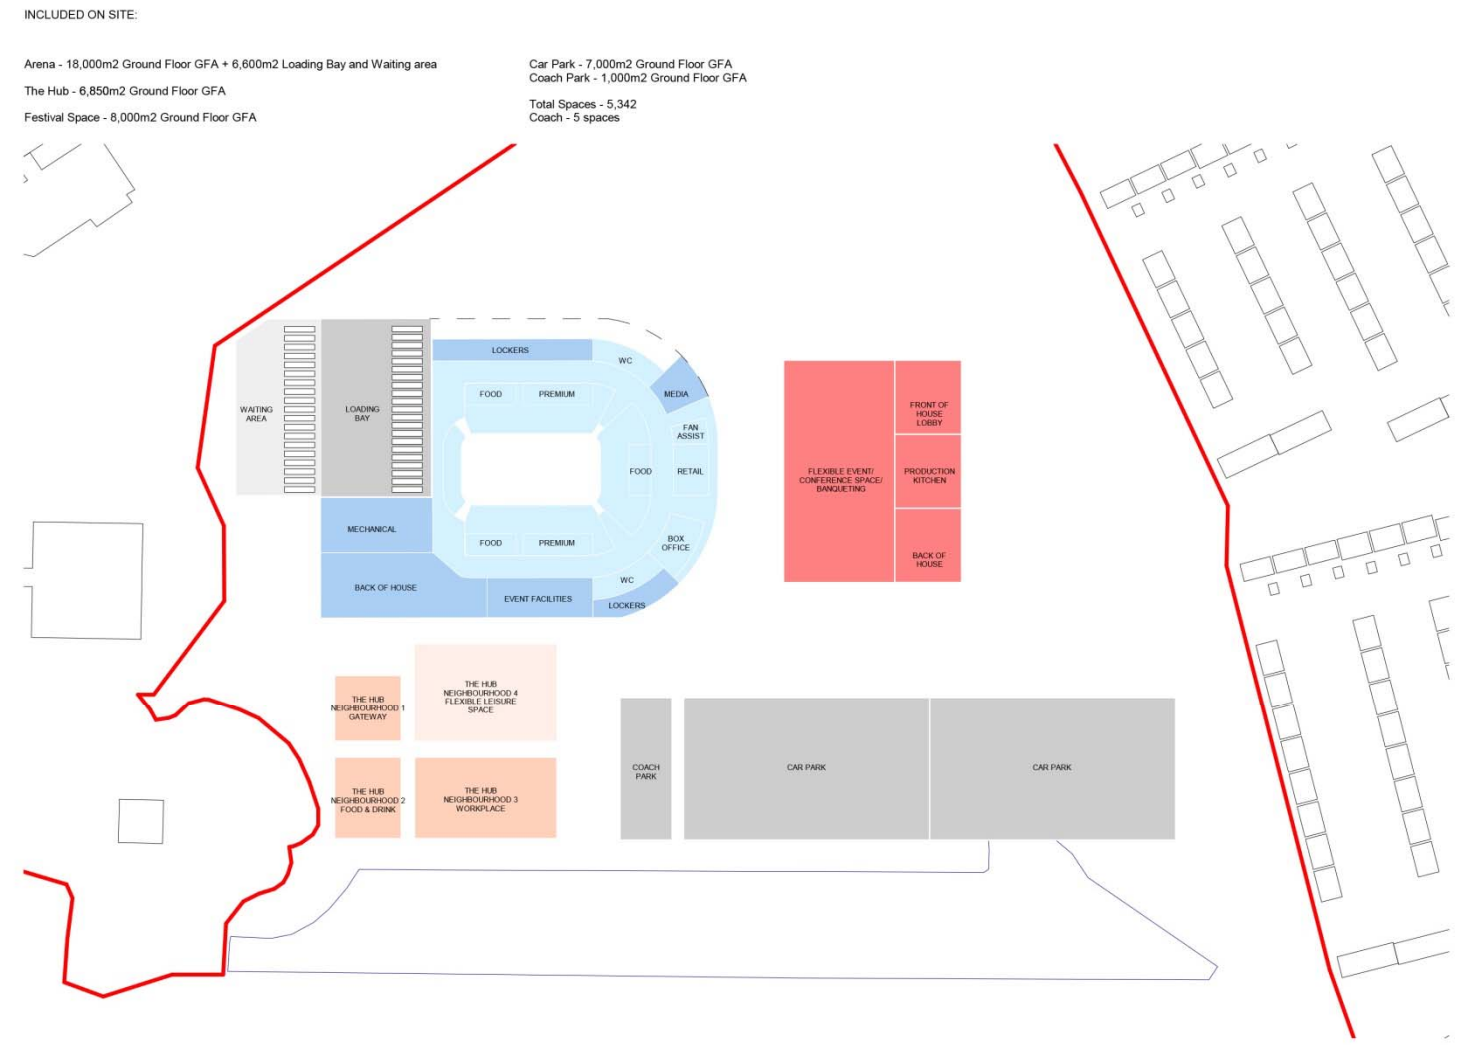 INCLUDED ON SITE:
Arena - 18,000m2 Ground Floor GFA + 6,600m2 Loading Bay and Waiting area
The Hub - 6,850m2 Ground Floor GFA
Festival Space - 8,000m2 Ground Floor GFA
Car Park - 7,000m2 Ground Floor GFA
Coach Park - 1,000m2 Ground Floor GFA
Total Spaces - 5,342
Coach - 5 spaces
LOCKERS
WC
MEDIA
FOOD
PREMIUM
WAITING
AREA
LOADING
BAY
FAN
ASSIST
FOOD
RETAIL
MECHANICAL
FOOD
PREMIUM
BOX
OFFICE
WC
BACK OF HOUSE
EVENT FACILITIES
LOCKERS
FLEXIBLE EVENT/
CONFERENCE SPACE/
BANQUETING
FRONT OF
HOUSE
LOBBY
PRODUCTION
KITCHEN
BACK OF
HOUSE
THE HUB
NEIGHBOURHOOD 1
GATEWAY
THE HUB
NEIGHBOURHOOD 4
FLEXIBLE LEISURE
SPACE
THE HUB
NEIGHBOURHOOD 2
FOOD & DRINK
THE HUB
NEIGHBOURHOOD 3
WORKPLACE
COACH
PARK
CAR PARK
CAR PARK